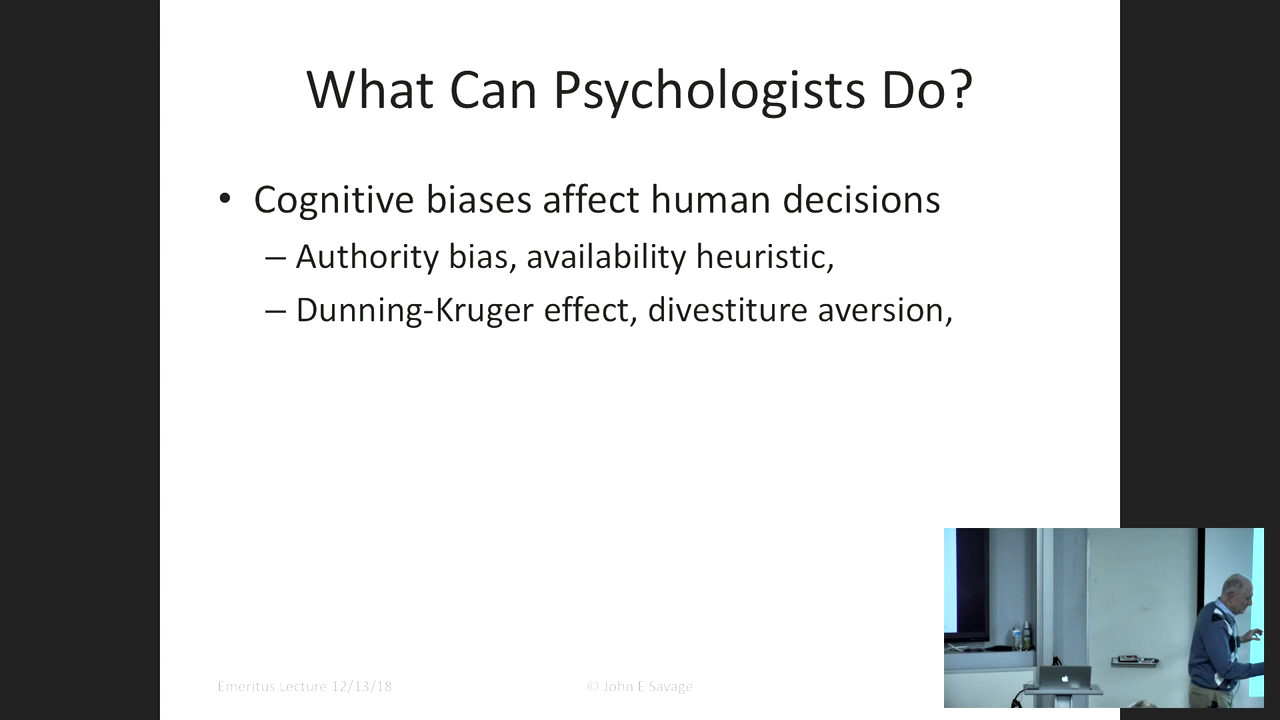 What Can Psychologists Do?
• Cognitive biases affect human decisions
– Authority bias, availability heuristic,
– Dunning-Kruger effect, divestiture aversion,
Emeritus Lecture 12/13/18
© John E Savage